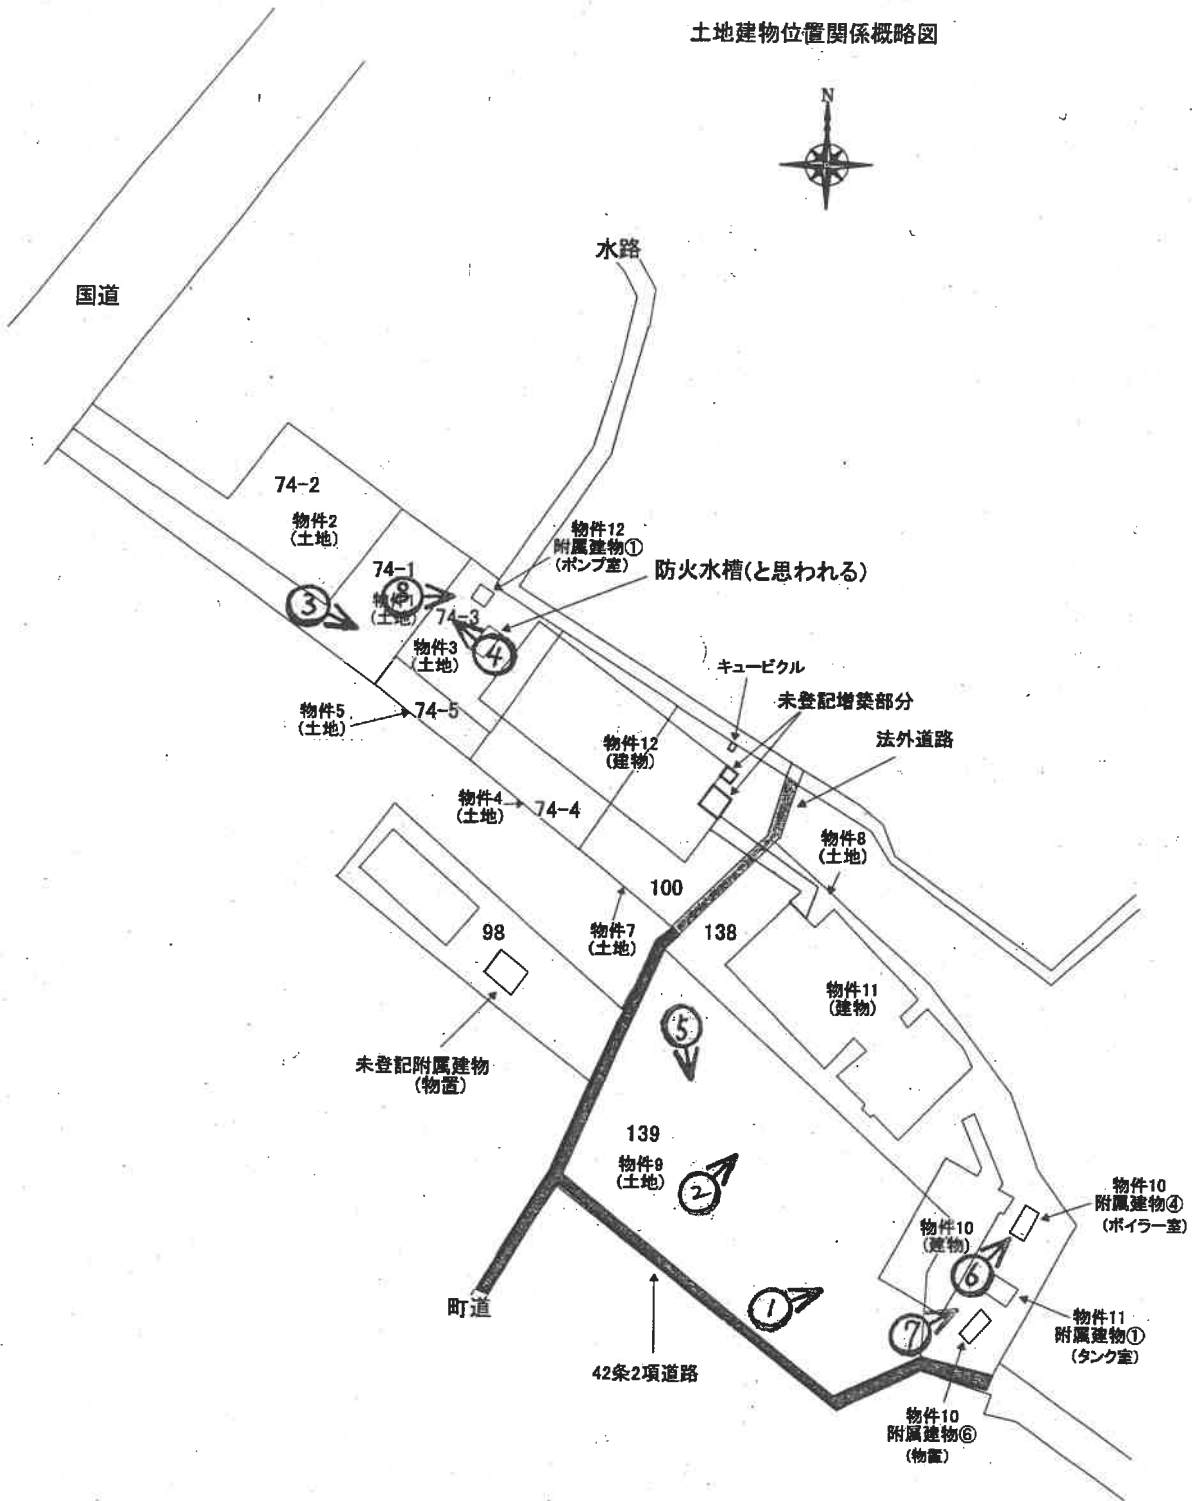 土地建物位置関係概略図
N
水路
国道
74-2
物件2
(土地)
物件12
附属建物①
(ポンプ室)
防火水槽(と思われる)
74-1
⑧
物件1
(土地)
③
74-3
物件3
(土地)
④
キュービクル
未登記増築部分
法外道路
物件5
(土地)
74-5
物件12
(建物)
物件4
(土地)
74-4
物件8
(土地)
100
物件7
(土地)
138
98
物件11
(建物)
⑤
未登記附属建物
(物置)
139
物件9
(土地)
②
物件10
附属建物④
(ボイラー室)
物件10
(建物)
⑥
①
⑦
町道
物件11
附属建物①
(タンク室)
42条2項道路
物件10
附属建物⑥
(物置)